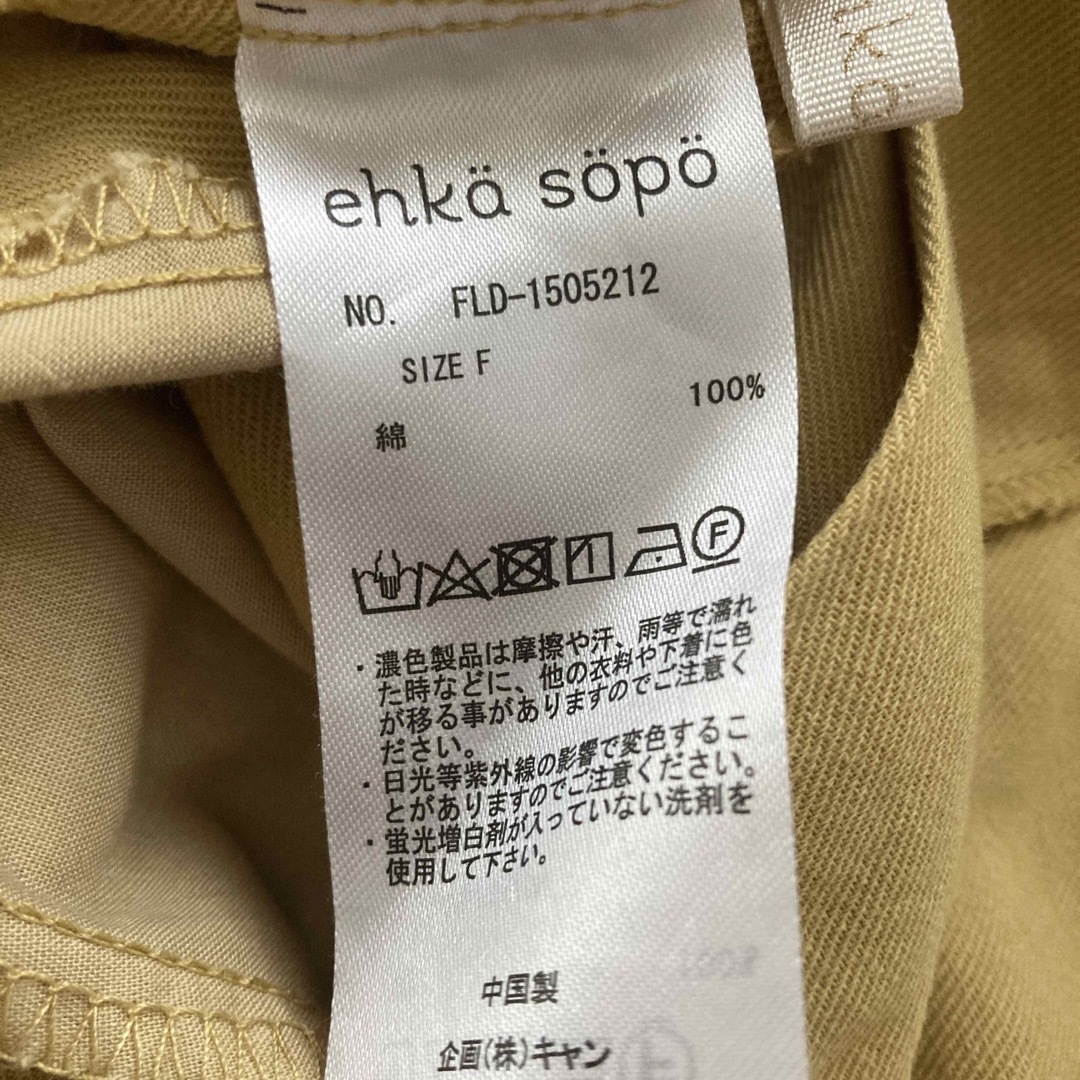 ehkä söpö
NO. FLD-1505212
SIZE F
綿 100%
F
・濃色製品は摩擦や汗、雨等で濡れ
た時などに、他の衣料や下着に色
が移る事がありますのでご注意く
ださい。
・日光等紫外線の影響で変色するこ
とがありますのでご注意ください。
・蛍光増白剤が入っていない洗剤を
使用して下さい。
中国製
企画(株)キャン